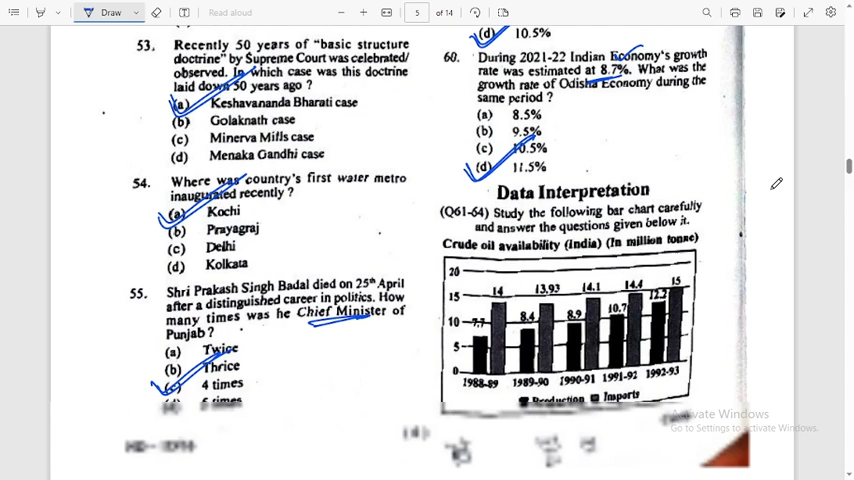 Draw
Read aloud
5
of 14
53. Recently 50 years of "basic structure
doctrine" by Supreme Court was celebrated/
observed. In which case was this doctrine
laid down 50 years ago ?
(a) Keshavananda Bharati case
(b) Golaknath case
(c) Minerva Mills case
(d) Menaka Gandhi case
54. Where was country's first water metro
inaugurated recently ?
(a) Kochi
(b) Prayagraj
(c) Delhi
(d) Kolkata
55. Shri Prakash Singh Badal died on 25th April
after a distinguished career in politics. How
many times was he Chief Minister of
Punjab ?
(a) Twice
(b) Thrice
(c) 4 times
5 times
(d) 10.5%
60. During 2021-22 Indian Economy's growth
rate was estimated at 8.7%. What was the
growth rate of Odisha Economy during the
same period ?
(a) 8.5%
(b) 9.5%
(c) 10.5%
(d) 11.5%
Data Interpretation
(Q61-64) Study the following bar chart carefully
and answer the questions given below it.
Crude oil availability (India) (In million tonne)
20
15
10
5
0
7.7 14 8.4 13.93 8.9 14.1 10.7 14.4 12.2 15
1988-89 1989-90 1990-91 1991-92 1992-93
Production Imports
Activate Windows
Go to Settings to activate Windows.
(4)